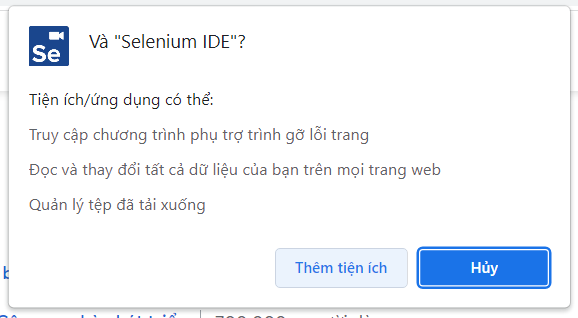 Se
Và "Selenium IDE"?
Tiện ích/ứng dụng có thể:
Truy cập chương trình phụ trợ trình gỡ lỗi trang
Đọc và thay đổi tất cả dữ liệu của bạn trên mọi trang web
Quản lý tệp đã tải xuống
Thêm tiện ích
Hủy